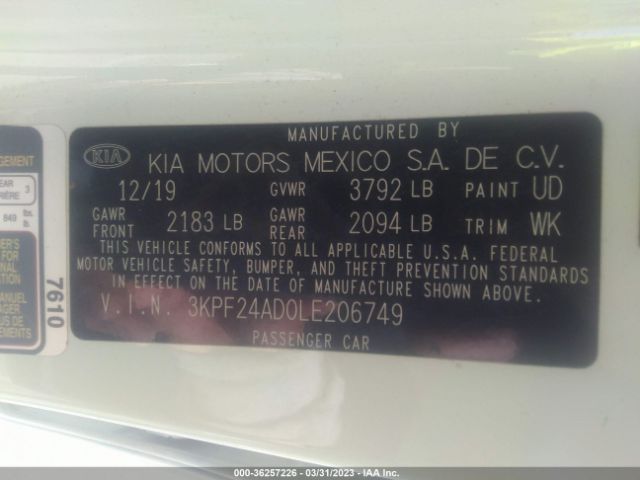 MANUFACTURED BY
KIA KIA MOTORS MEXICO S.A. DE C.V.
12/19 GVWR 3792 LB PAINT UD
GAWR FRONT 2183 LB GAWR REAR 2094 LB TRIM WK
THIS VEHICLE CONFORMS TO ALL APPLICABLE U.S.A. FEDERAL
MOTOR VEHICLE SAFETY, BUMPER, AND THEFT PREVENTION STANDARDS
IN EFFECT ON THE DATE OF MANUFACTURE SHOWN ABOVE.
V.I.N. 3KPF24AD0LE206749
PASSENGER CAR
7610
3
849 lbs.
000-36257226 - 03/31/2023 - IAA Inc.